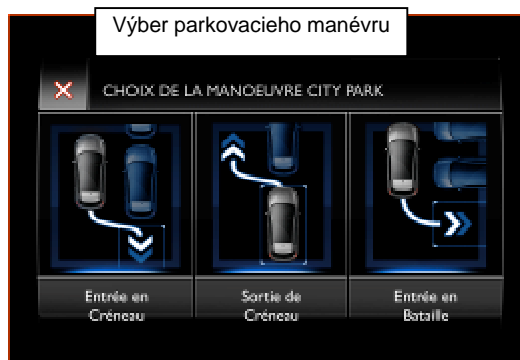 Výber parkovacieho manévru
CHOIX DE LA MANOEUVRE CITY PARK
Entrée en
Créneau
Sortie de
Créneau
Entrée en
Bataille